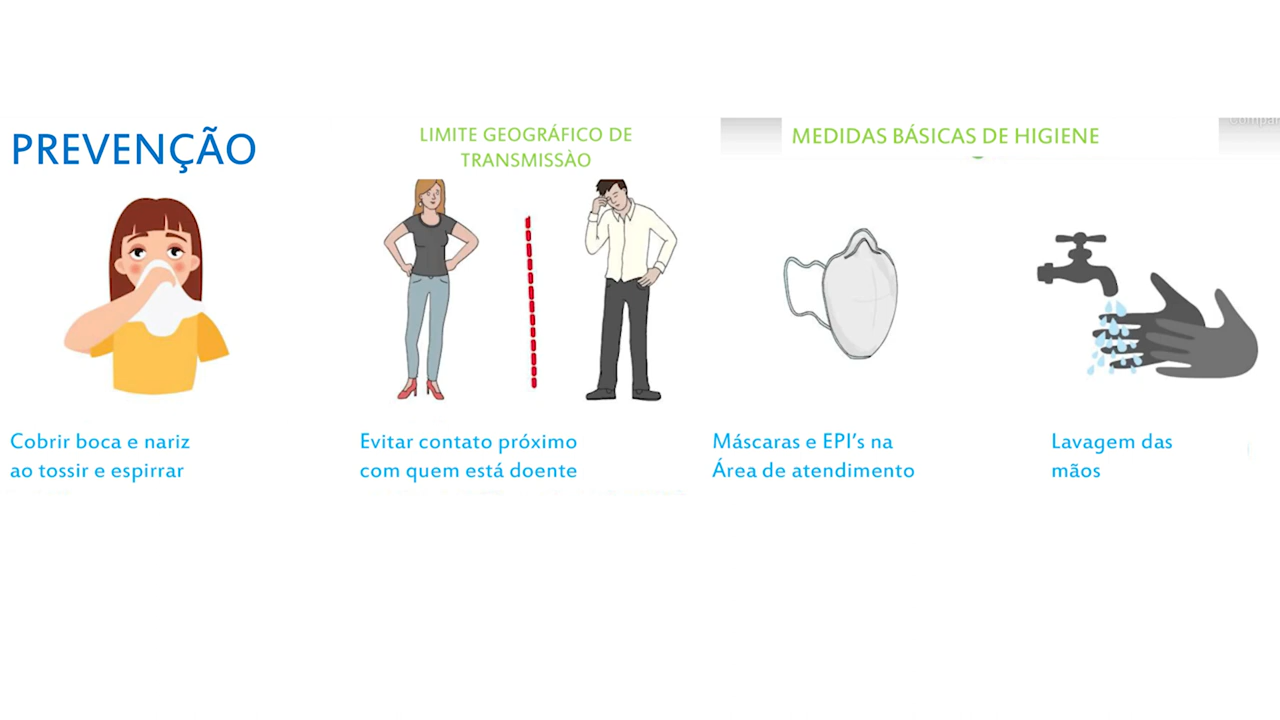 PREVENÇÃO
LIMITE GEOGRÁFICO DE
TRANSMISSÀO
MEDIDAS BÁSICAS DE HIGIENE
Cobrir boca e nariz
ao tossir e espirrar
Evitar contato próximo
com quem está doente
Máscaras e EPI’s na
Área de atendimento
Lavagem das
mãos